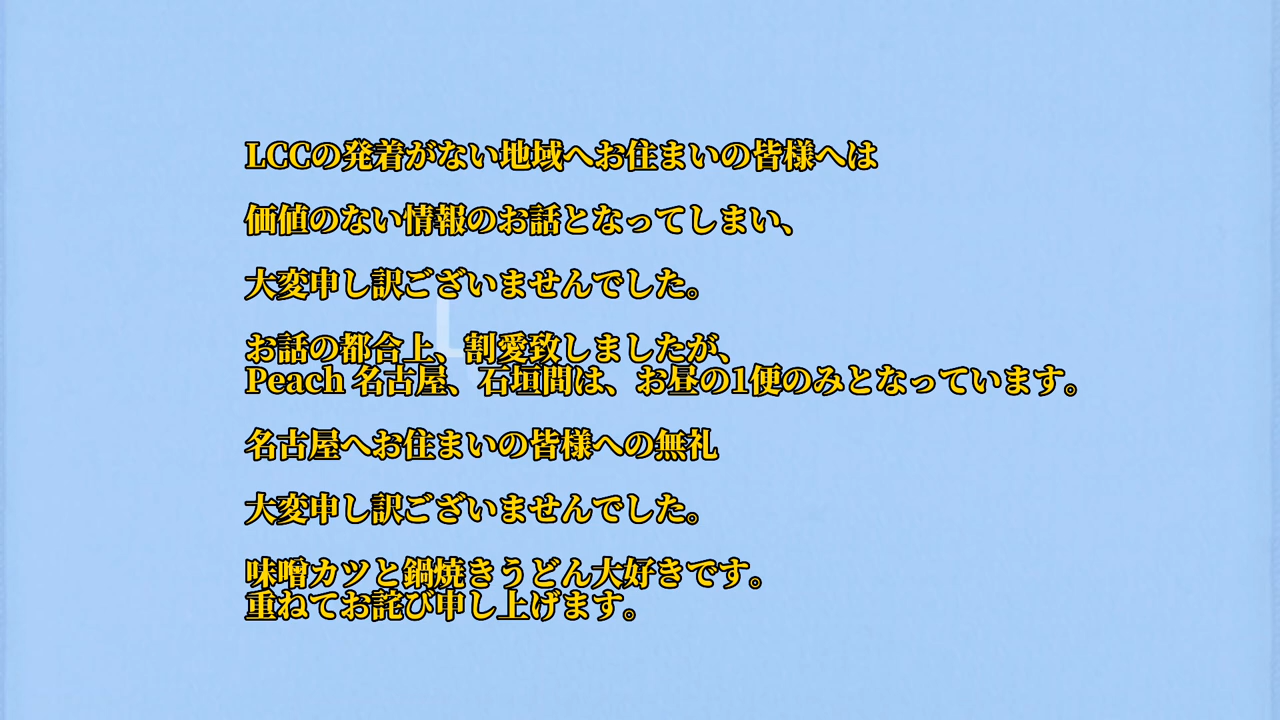 LCCの発着がない地域へお住まいの皆様へは
価値のない情報のお話となってしまい、
大変申し訳ございませんでした。
お話の都合上、割愛致しましたが、
Peach 名古屋、石垣間は、お昼の1便のみとなっています。
名古屋へお住まいの皆様への無礼
大変申し訳ございませんでした。
味噌カツと鍋焼きうどん大好きです。
重ねてお詫び申し上げます。